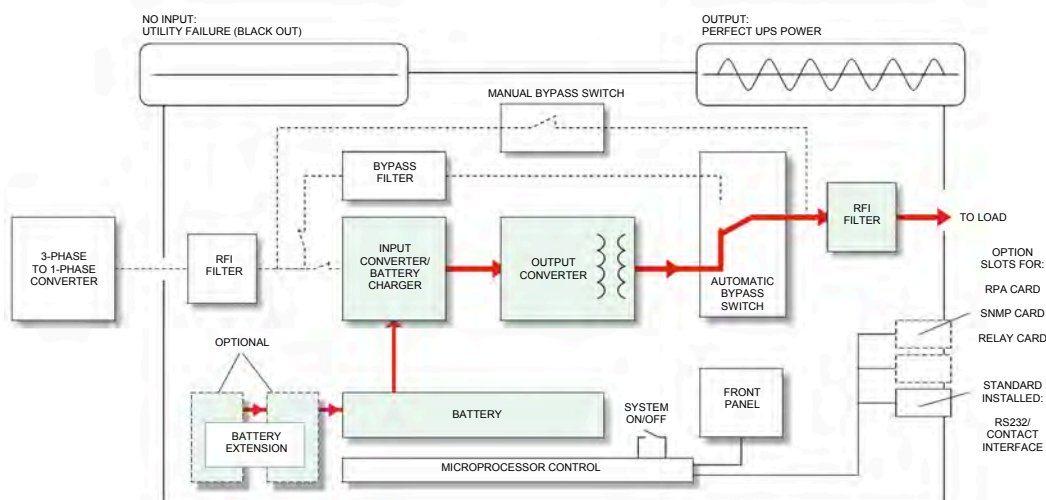 NO INPUT:
UTILITY FAILURE (BLACK OUT)
OUTPUT:
PERFECT UPS POWER
MANUAL BYPASS SWITCH
BYPASS
FILTER
3-PHASE
TO 1-PHASE
CONVERTER
RFI
FILTER
INPUT
CONVERTER/
BATTERY
CHARGER
OUTPUT
CONVERTER
AUTOMATIC
BYPASS
SWITCH
RFI
FILTER
TO LOAD
OPTION
SLOTS FOR:
RPA CARD
SNMP CARD
RELAY CARD
STANDARD
INSTALLED:
RS232/
CONTACT
INTERFACE
OPTIONAL
BATTERY
EXTENSION
BATTERY
SYSTEM
ON/OFF
FRONT
PANEL
MICROPROCESSOR CONTROL